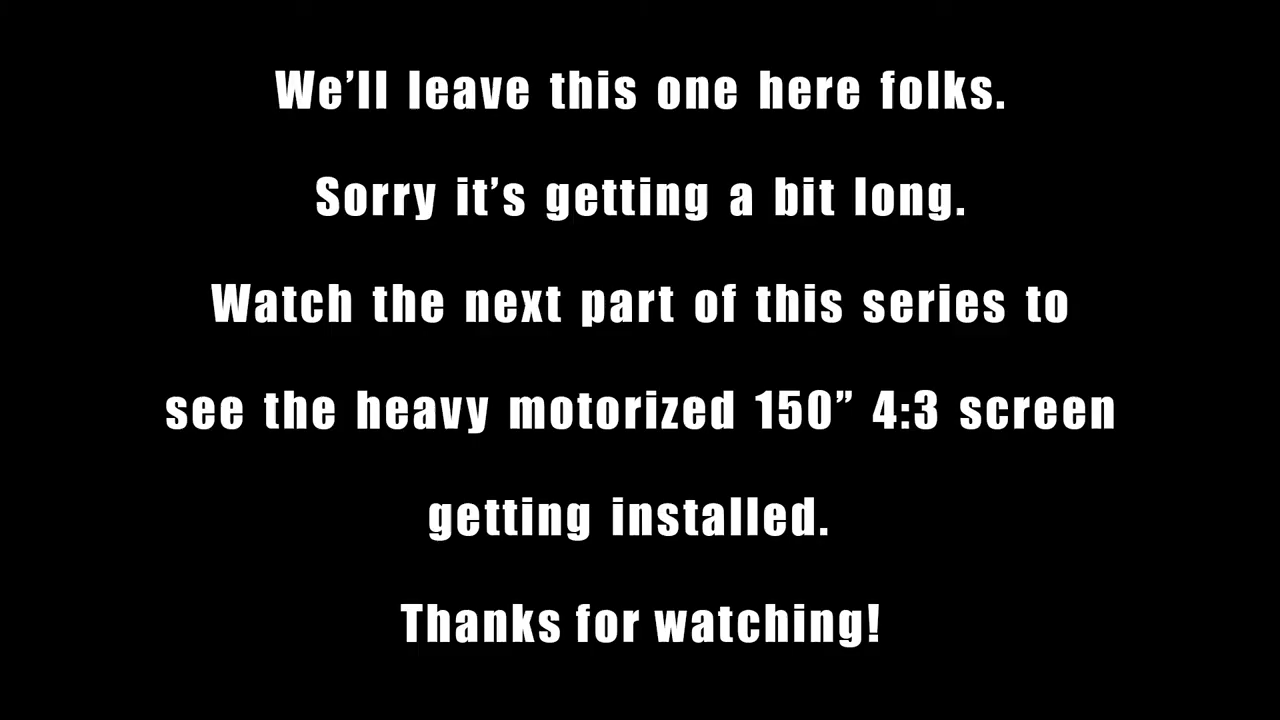 We’ll leave this one here folks.
Sorry it’s getting a bit long.
Watch the next part of this series to
see the heavy motorized 150” 4:3 screen
getting installed.
Thanks for watching!